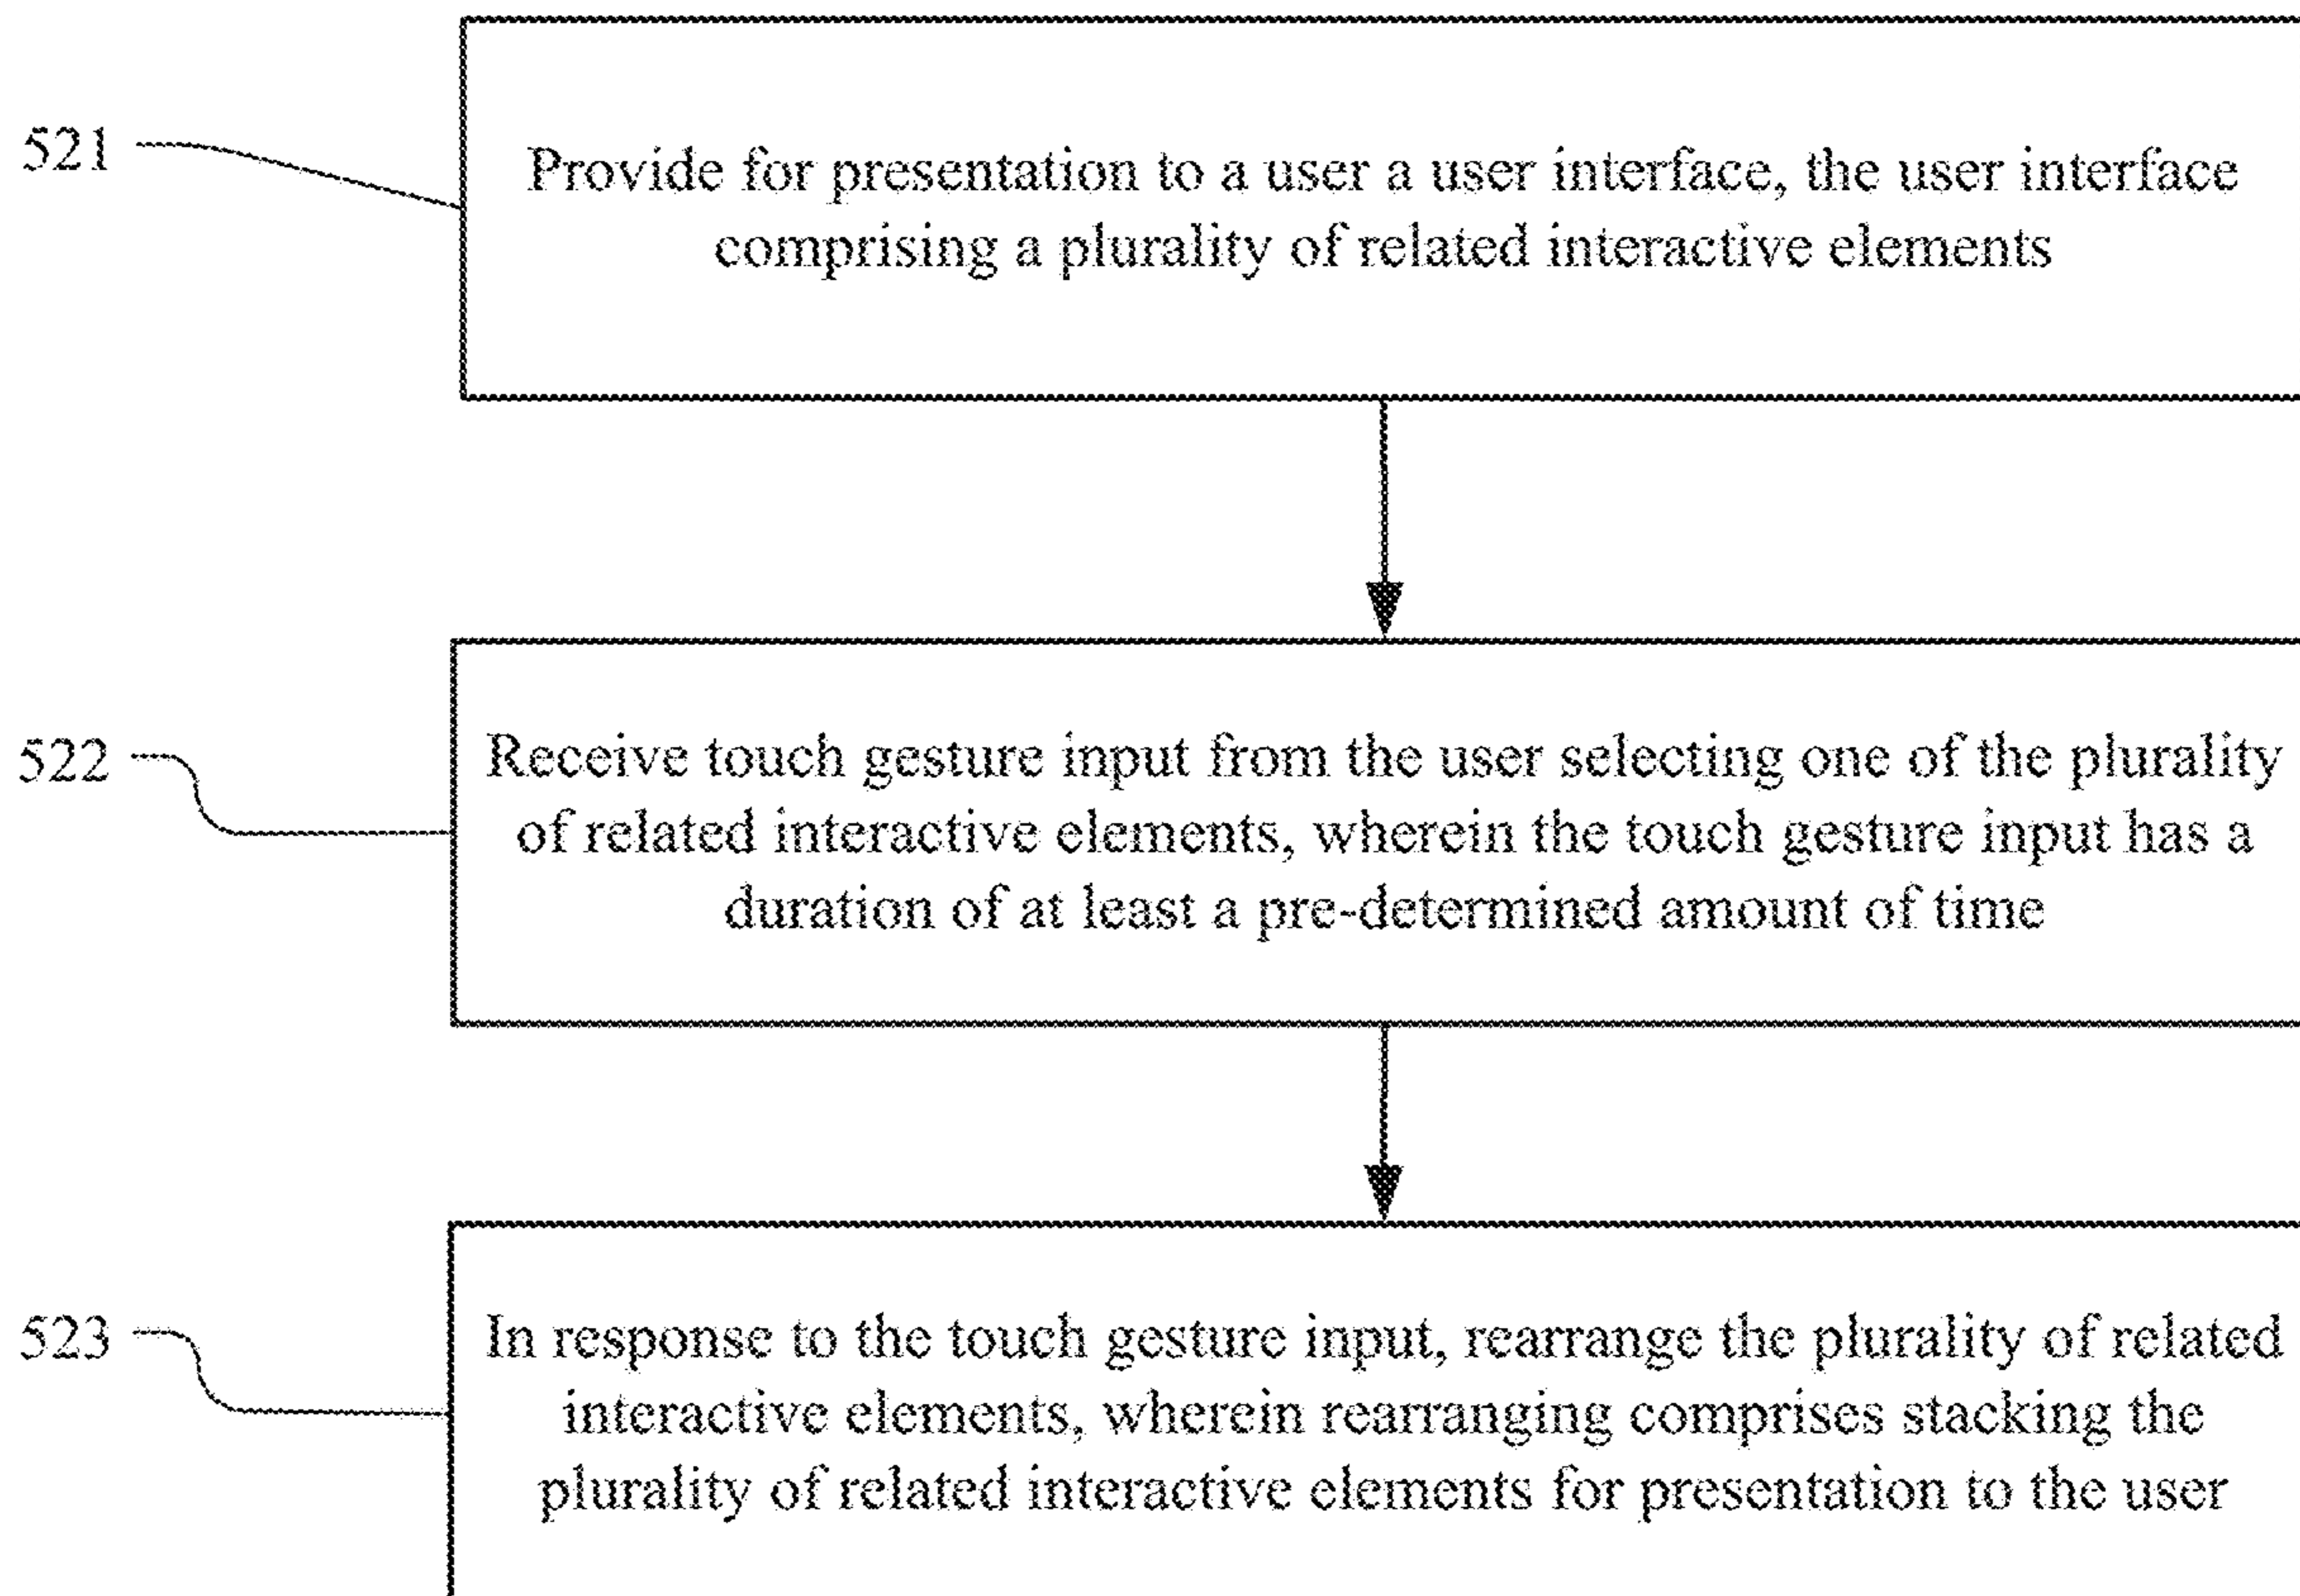 521
Provide for presentation to a user a user interface, the user interface
comprising a plurality of related interactive elements
522
Receive touch gesture input from the user selecting one of the plurality
of related interactive elements, wherein the touch gesture input has a
duration of at least a pre-determined amount of time
523
In response to the touch gesture input, rearrange the plurality of related
interactive elements, wherein rearranging comprises stacking the
plurality of related interactive elements for presentation to the user